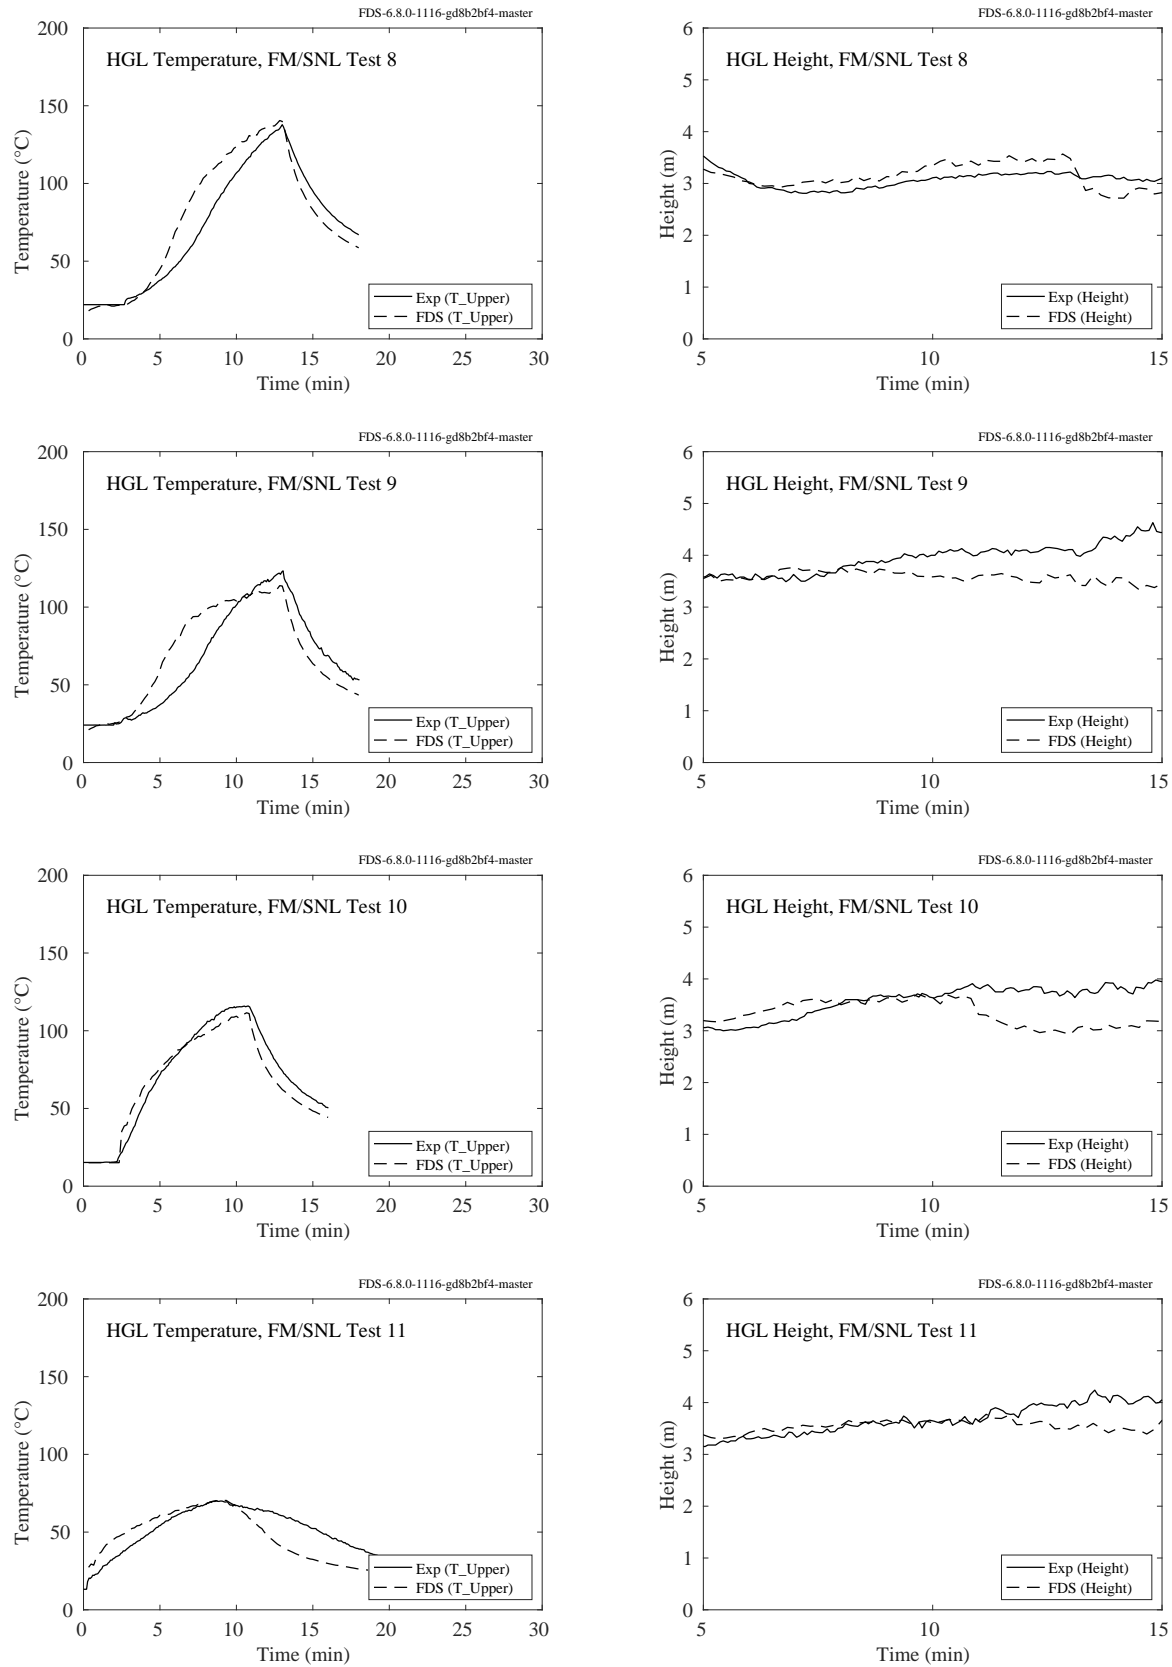 FDS-6.8.0-1116-gd8b2bf4-master
HGL Temperature, FM/SNL Test 8
Temperature (°C)
200
150
100
50
0
0 5 10 15 20 25 30
Time (min)
Exp (T_Upper)
FDS (T_Upper)
FDS-6.8.0-1116-gd8b2bf4-master
HGL Height, FM/SNL Test 8
Height (m)
6
5
4
3
2
1
0
5 10 15
Time (min)
Exp (Height)
FDS (Height)
FDS-6.8.0-1116-gd8b2bf4-master
HGL Temperature, FM/SNL Test 9
Temperature (°C)
200
150
100
50
0
0 5 10 15 20 25 30
Time (min)
Exp (T_Upper)
FDS (T_Upper)
FDS-6.8.0-1116-gd8b2bf4-master
HGL Height, FM/SNL Test 9
Height (m)
6
5
4
3
2
1
0
5 10 15
Time (min)
Exp (Height)
FDS (Height)
FDS-6.8.0-1116-gd8b2bf4-master
HGL Temperature, FM/SNL Test 10
Temperature (°C)
200
150
100
50
0
0 5 10 15 20 25 30
Time (min)
Exp (T_Upper)
FDS (T_Upper)
FDS-6.8.0-1116-gd8b2bf4-master
HGL Height, FM/SNL Test 10
Height (m)
6
5
4
3
2
1
0
5 10 15
Time (min)
Exp (Height)
FDS (Height)
FDS-6.8.0-1116-gd8b2bf4-master
HGL Temperature, FM/SNL Test 11
Temperature (°C)
200
150
100
50
0
0 5 10 15 20 25 30
Time (min)
Exp (T_Upper)
FDS (T_Upper)
FDS-6.8.0-1116-gd8b2bf4-master
HGL Height, FM/SNL Test 11
Height (m)
6
5
4
3
2
1
0
5 10 15
Time (min)
Exp (Height)
FDS (Height)